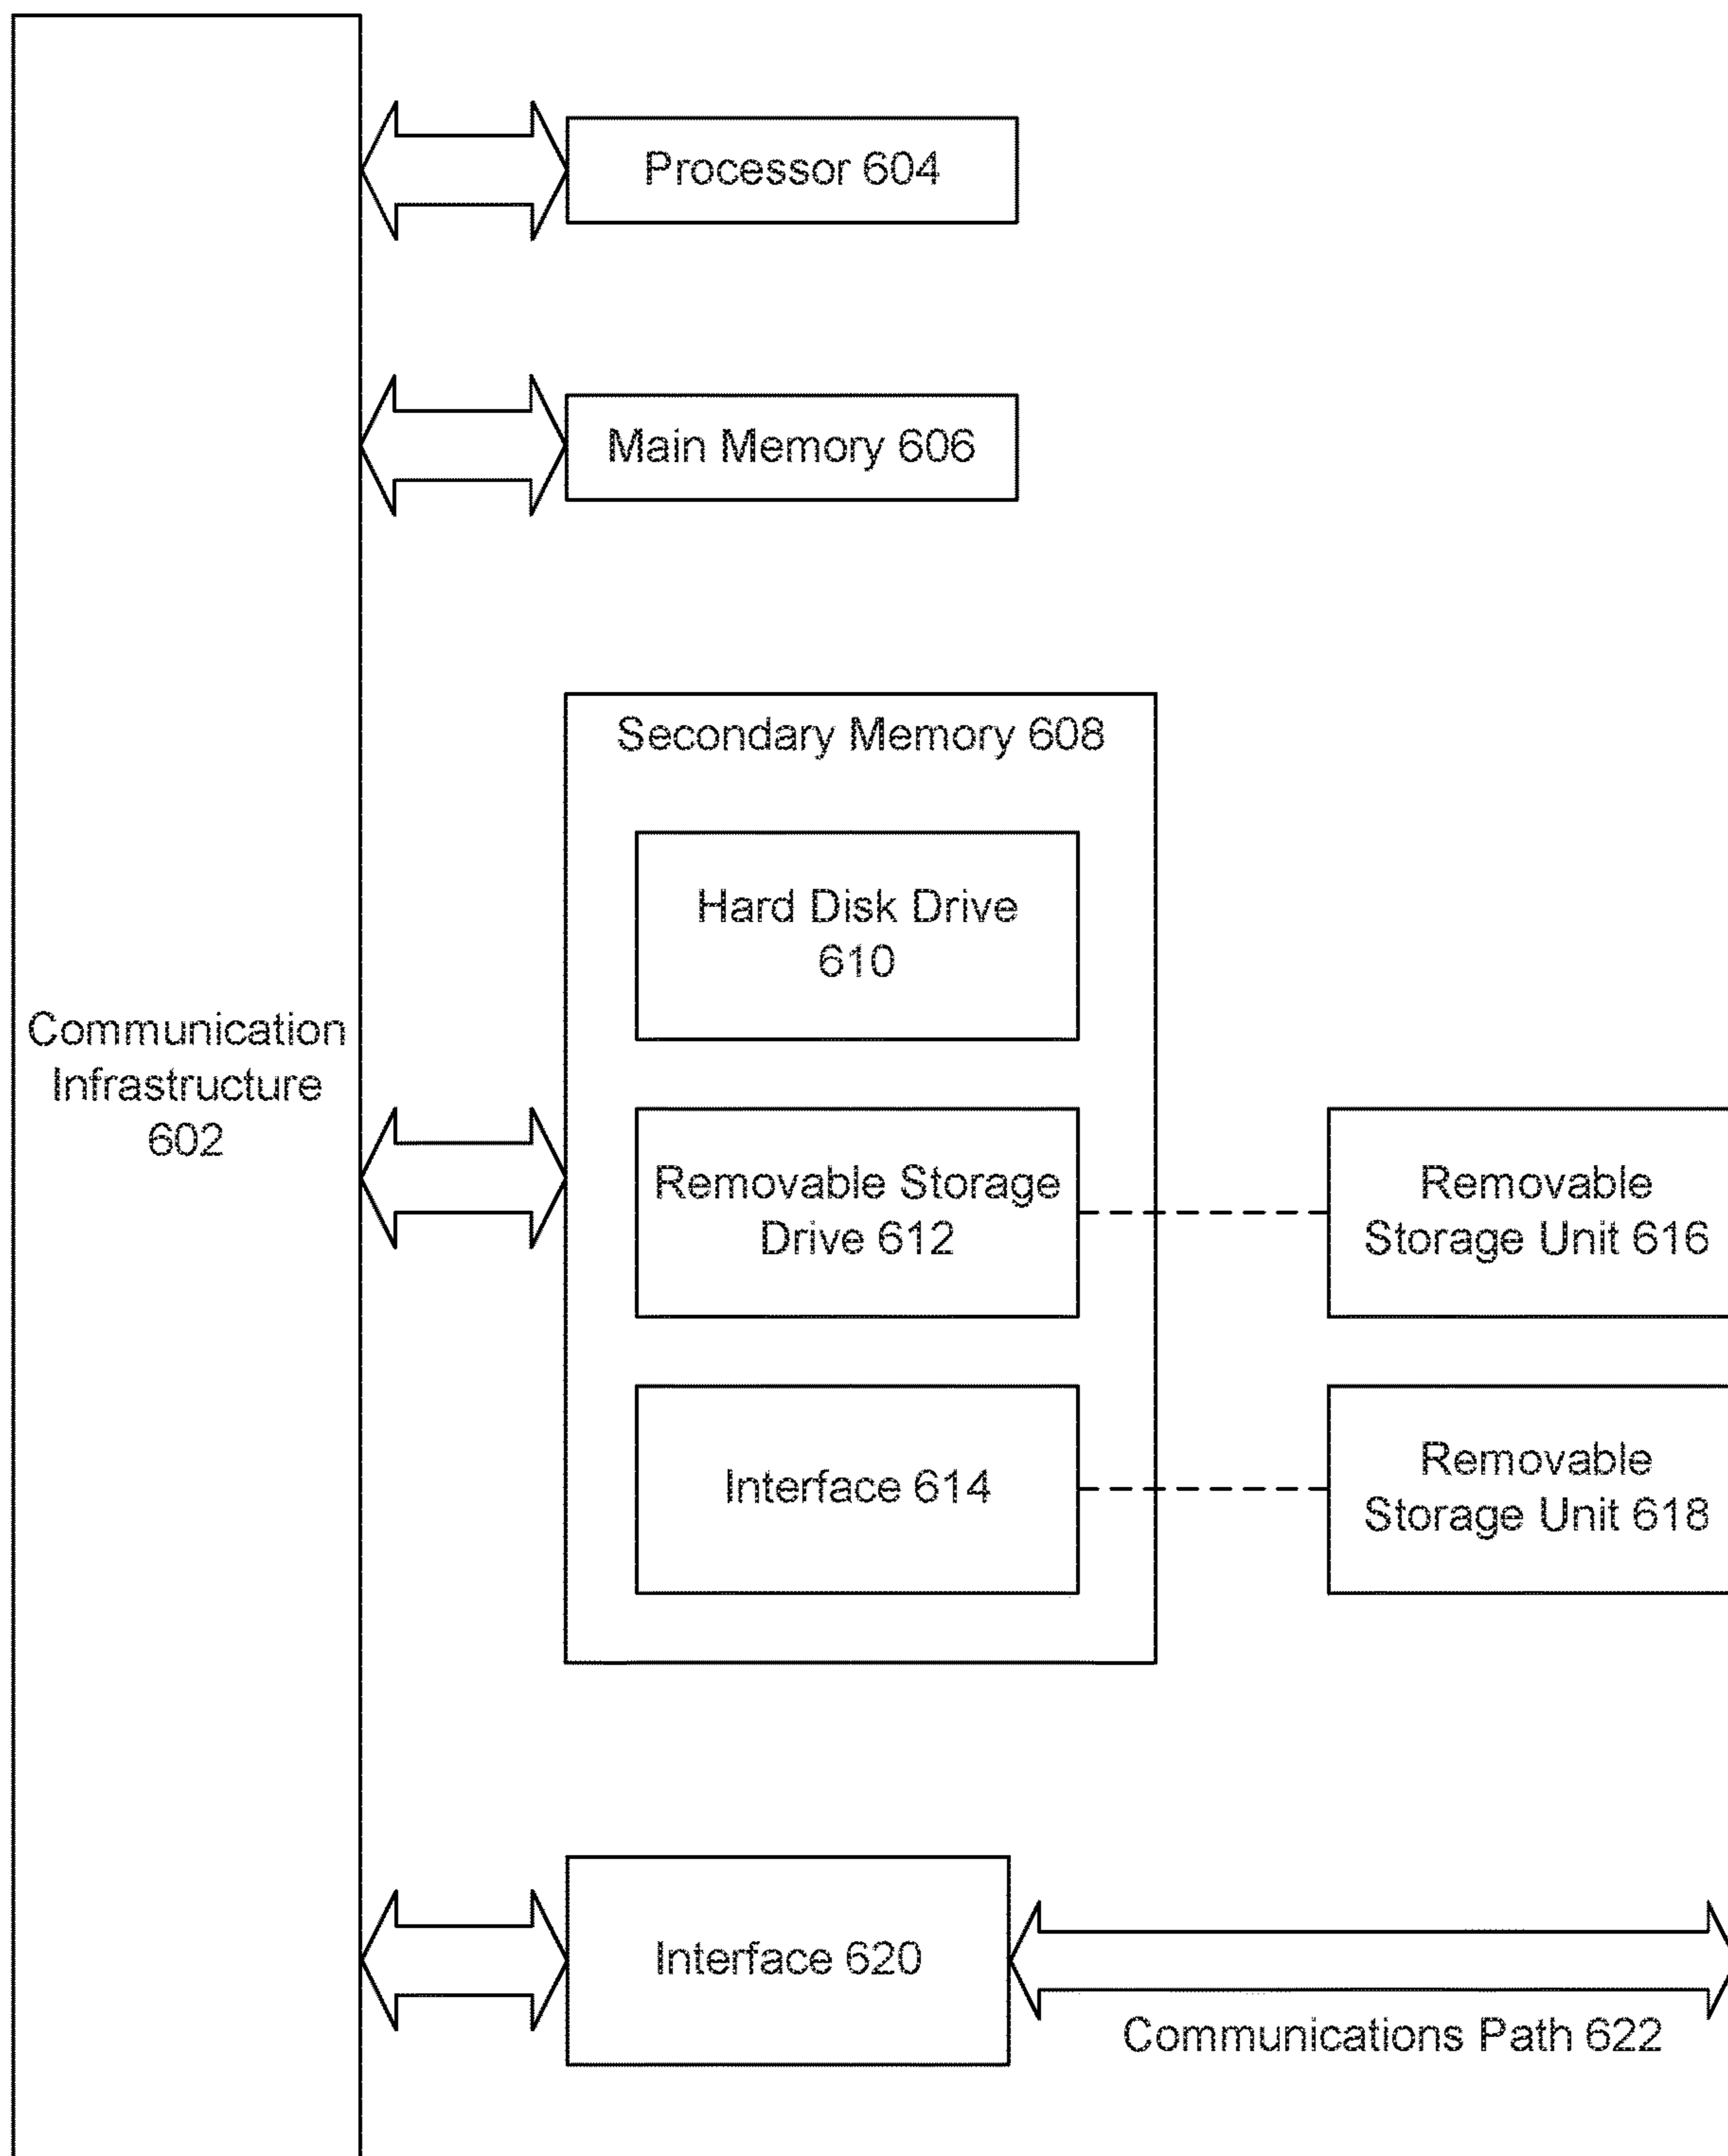 Processor 604
Main Memory 606
Secondary Memory 608
Hard Disk Drive
610
Communication
Infrastructure
602
Removable Storage
Drive 612
Removable
Storage Unit 616
Interface 614
Removable
Storage Unit 618
Interface 620
Communications Path 622